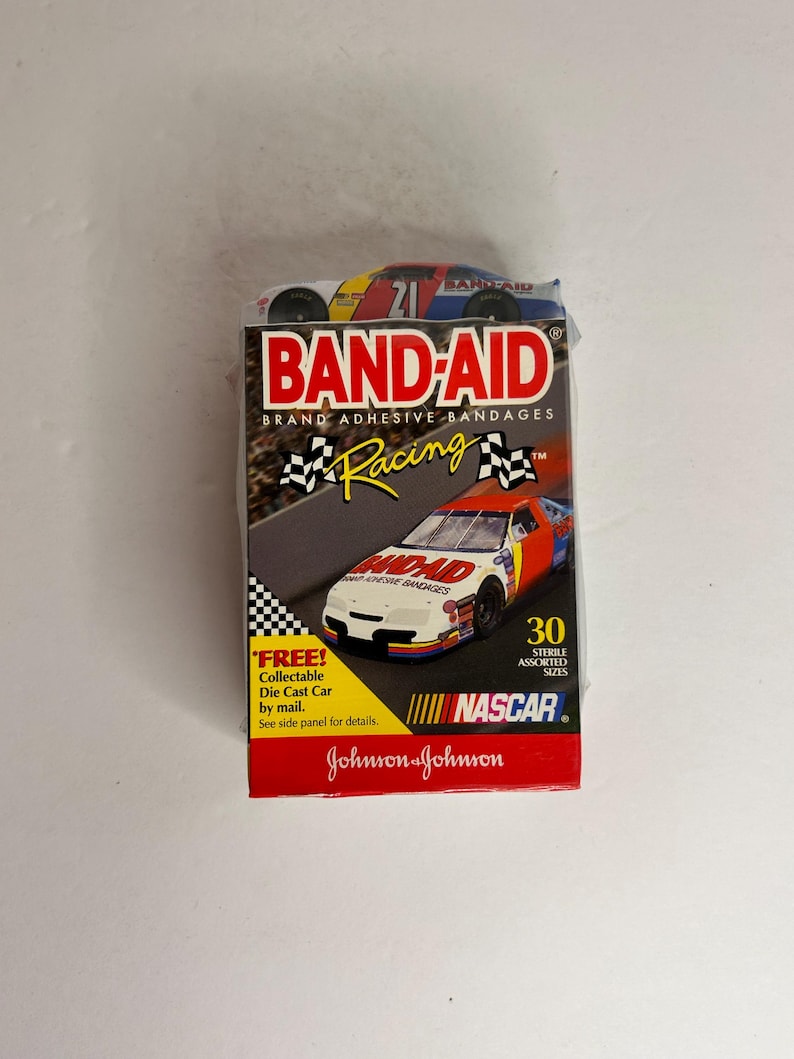 21
BAND-AID
BAND-AID®
BRAND ADHESIVE BANDAGES
Racing™
BAND-AID
BRAND ADHESIVE BANDAGES
30
STERILE
ASSORTED
SIZES
*FREE!
Collectable
Die Cast Car
by mail.
See side panel for details.
NASCAR®
Johnson & Johnson